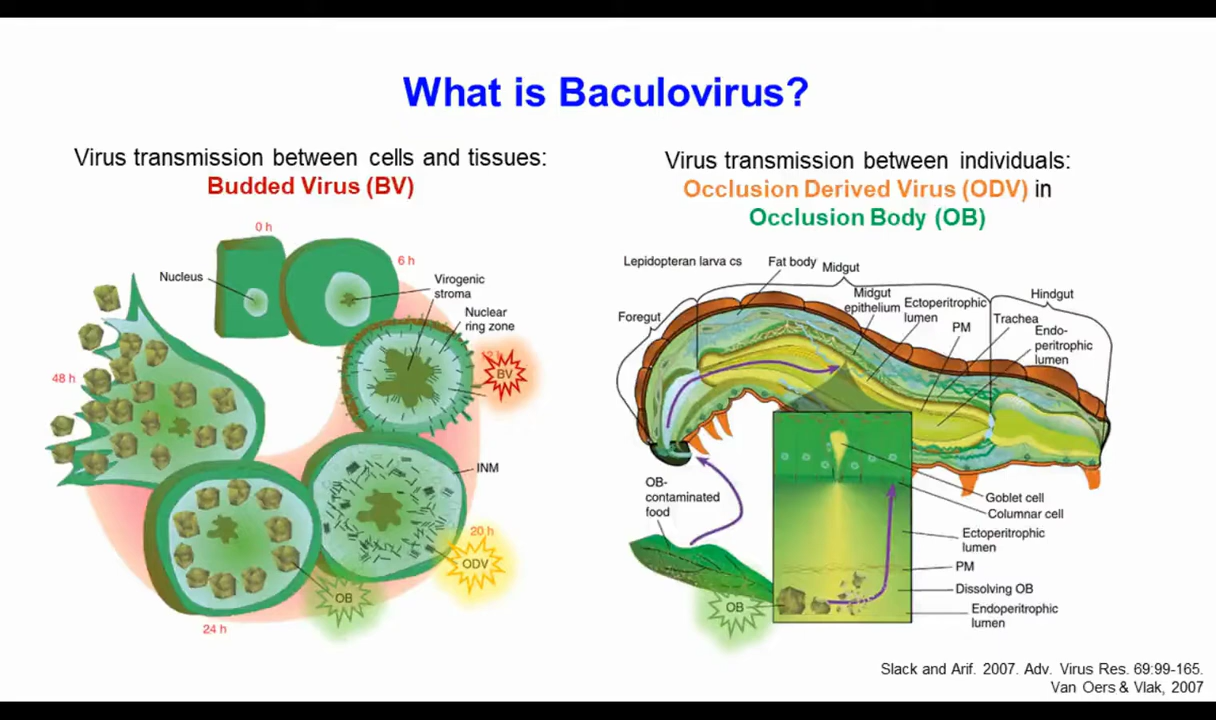 What is Baculovirus?
Virus transmission between cells and tissues:
Budded Virus (BV)
0 h
6 h
Nucleus
Virogenic
stroma
Nuclear
ring zone
BV
48 h
INM
20 h
ODV
OB
24 h
Virus transmission between individuals:
Occlusion Derived Virus (ODV) in
Occlusion Body (OB)
Lepidopteran larva cs
Fat body
Midgut
Foregut
Midgut
epithelium
Ectoperitrophic
lumen
PM
Hindgut
Trachea
Endo-
peritrophic
lumen
OB-
contaminated
food
Goblet cell
Columnar cell
Ectoperitrophic
lumen
PM
Dissolving OB
OB
Endoperitrophic
lumen
Slack and Arif. 2007. Adv. Virus Res. 69:99-165.
Van Oers & Vlak, 2007